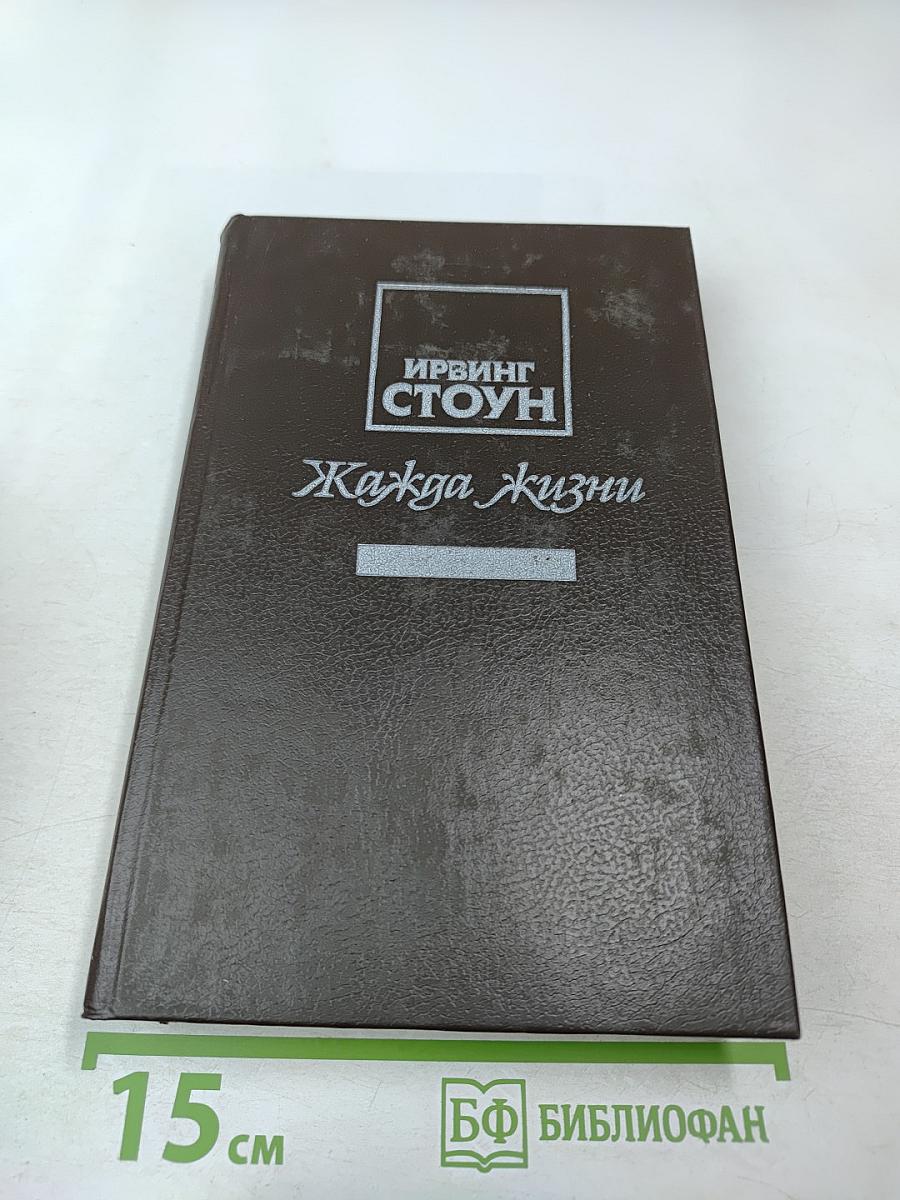 ИРВИНГ
СТОУН
Жажда жизни
15 см
БФ БИБЛИОФАН